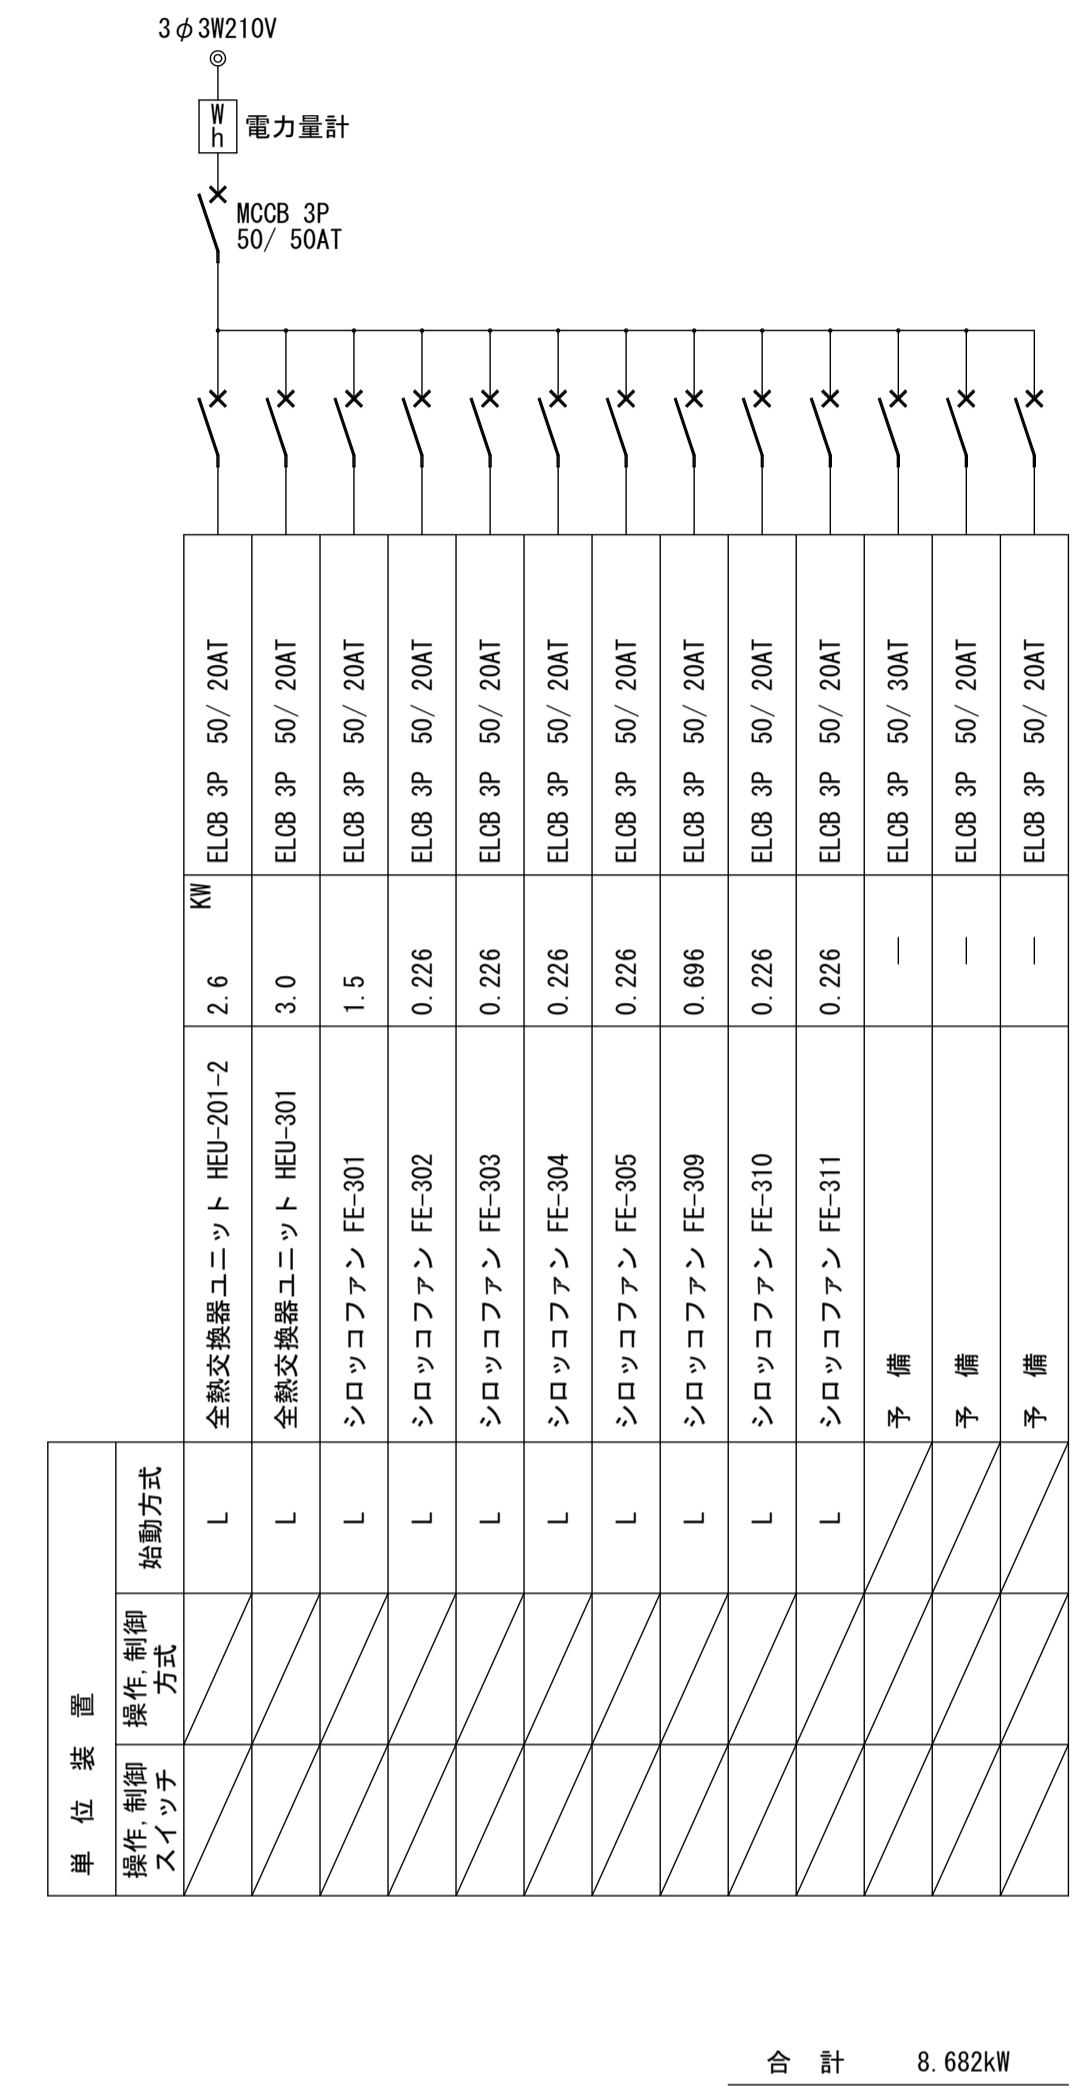 3φ3W210V
Wh
電力量計
MCCB 3P
50/ 50AT
ELCB 3P 50/ 20AT
ELCB 3P 50/ 20AT
ELCB 3P 50/ 20AT
ELCB 3P 50/ 20AT
ELCB 3P 50/ 20AT
ELCB 3P 50/ 20AT
ELCB 3P 50/ 20AT
ELCB 3P 50/ 20AT
ELCB 3P 50/ 20AT
ELCB 3P 50/ 20AT
ELCB 3P 50/ 30AT
ELCB 3P 50/ 20AT
ELCB 3P 50/ 20AT
KW
2.6
3.0
1.5
0.226
0.226
0.226
0.226
0.696
0.226
0.226
―
―
―
全熱交換器ユニット HEU-201-2
全熱交換器ユニット HEU-301
シロッコファン FE-301
シロッコファン FE-302
シロッコファン FE-303
シロッコファン FE-304
シロッコファン FE-305
シロッコファン FE-309
シロッコファン FE-310
シロッコファン FE-311
予 備
予 備
予 備
単 位 装 置
始動方式
L
L
L
L
L
L
L
L
L
L
操作,制御
方式
操作,制御
スイッチ
合 計 8.682kW